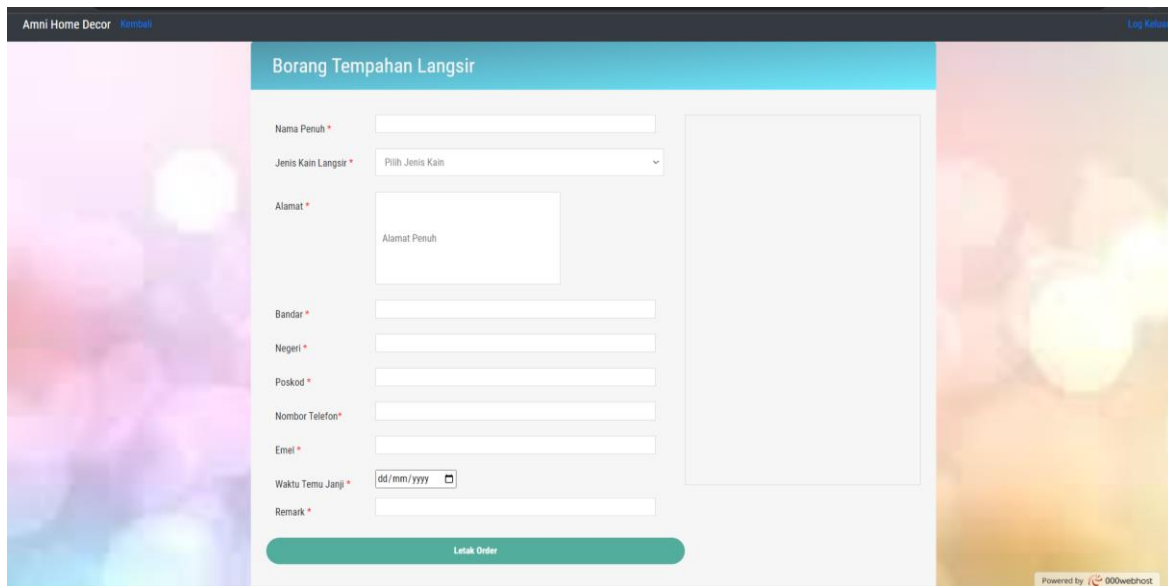 Amni Home Decor Kembali Log Keluar
Borang Tempahan Langsir
Nama Penuh *
Jenis Kain Langsir * Pilih Jenis Kain
Alamat *
Alamat Penuh
Bandar *
Negeri *
Poskod *
Nombor Telefon*
Emel *
Waktu Temu Janji * dd/mm/yyyy
Remark *
Letak Order
Powered by 000webhost